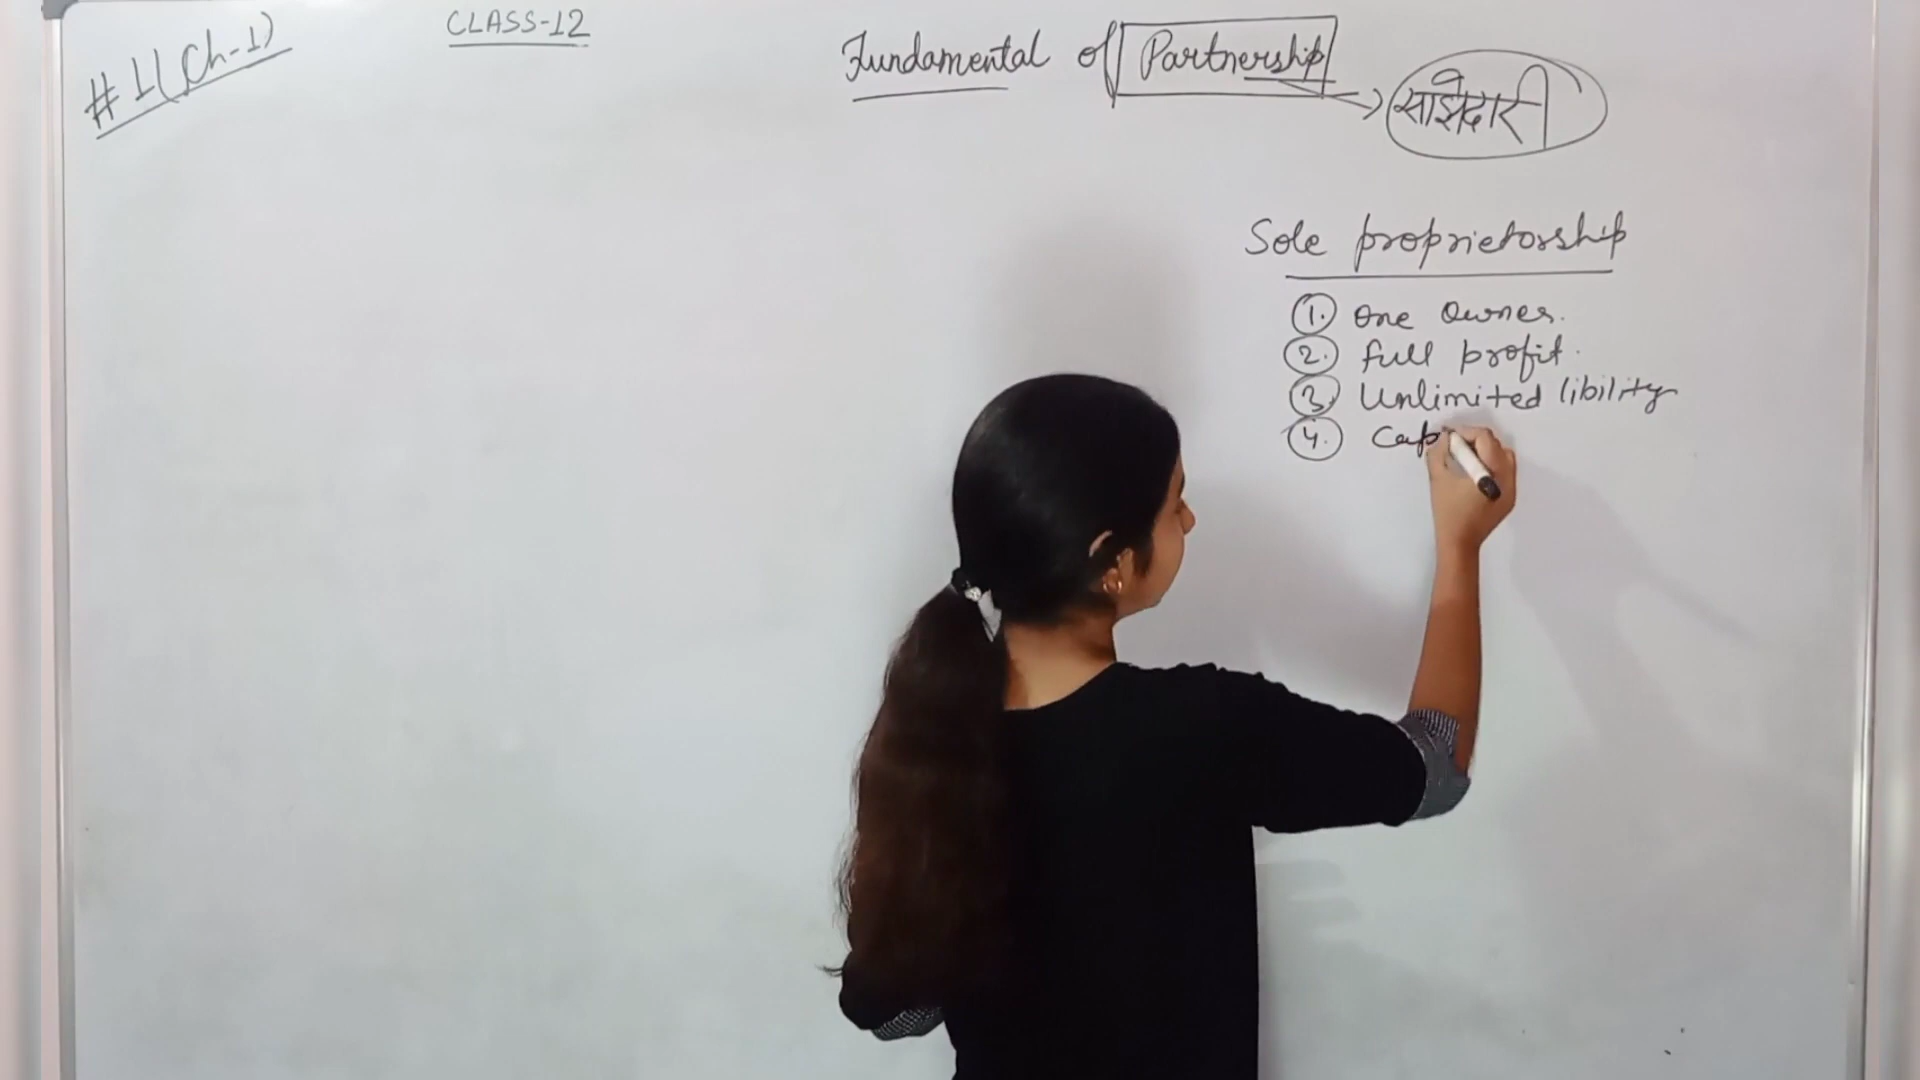 # 1 (Ch-1)
CLASS-12
Fundamental of Partnership
साझेदारी
Sole proprietorship
1. One Owner.
2. full profit.
3. Unlimited libility
4. Cap